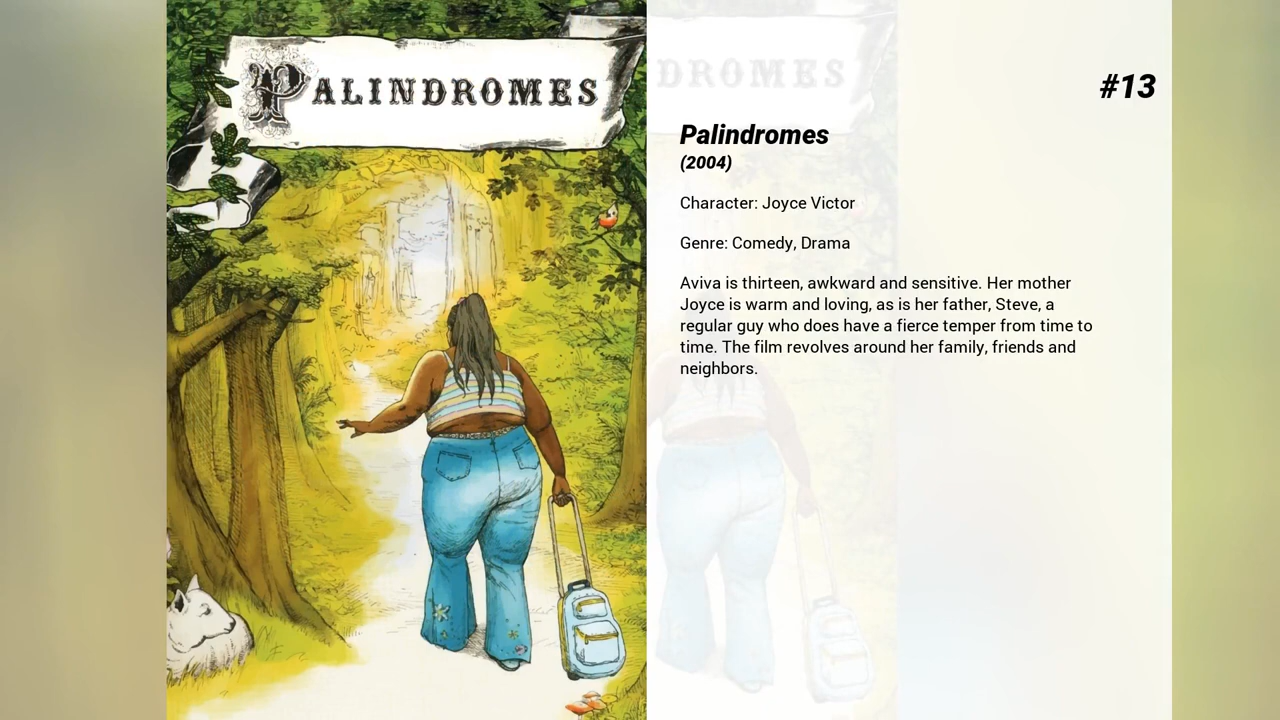 PALINDROMES
DROMES
#13
Palindromes
(2004)
Character: Joyce Victor
Genre: Comedy, Drama
Aviva is thirteen, awkward and sensitive. Her mother
Joyce is warm and loving, as is her father, Steve, a
regular guy who does have a fierce temper from time to
time. The film revolves around her family, friends and
neighbors.